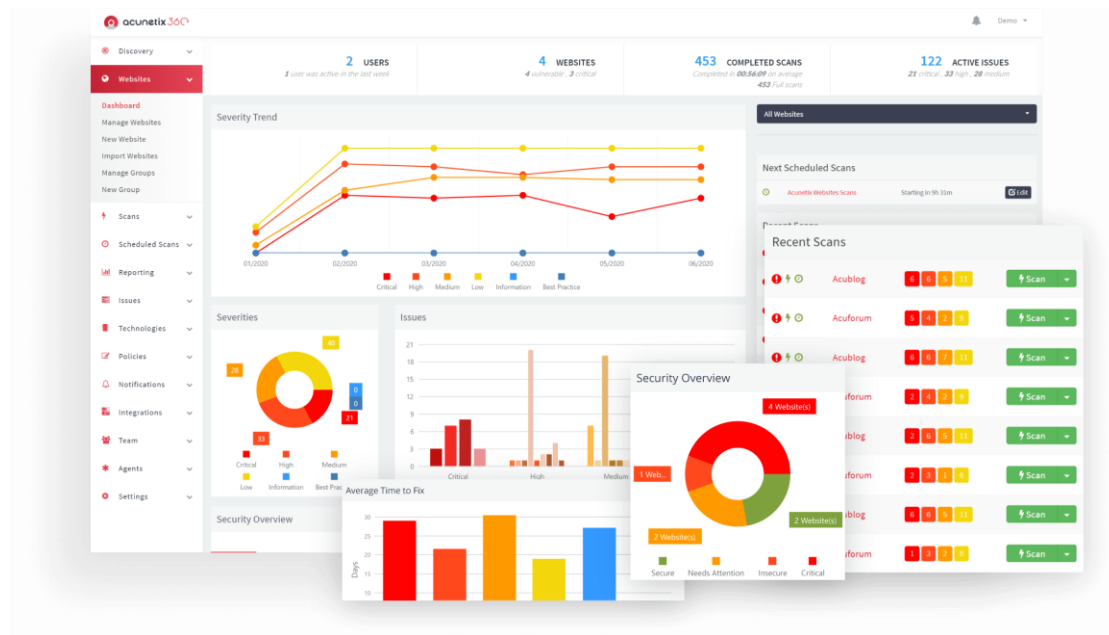 acunetix 360
Demo
Discovery
Websites
Dashboard
Manage Websites
New Website
Import Websites
Manage Groups
New Group
Scans
Scheduled Scans
Reporting
Issues
Technologies
Policies
Notifications
Integrations
Team
Agents
Settings
2 USERS
1 user was active in the last week
4 WEBSITES
4 vulnerable , 3 critical
453 COMPLETED SCANS
Completed in 00:56:09 on average
453 Full scans
122 ACTIVE ISSUES
21 critical , 33 high , 28 medium
Severity Trend
01/2020 02/2020 03/2020 04/2020 05/2020 06/2020
Critical High Medium Low Information Best Practice
All Websites
Next Scheduled Scans
Acunetix Websites Scans Starting in 9h 31m Edit
Severities
40
28
0
0
21
33
Critical High Medium
Low Information Best
Issues
21
18
15
12
9
6
3
0
Critical High Medium
Security Overview
Average Time to Fix
Days
30
25
20
15
10
Security Overview
4 Website(s)
1 Web...
2 Website(s)
2 Website(s)
Secure Needs Attention Insecure Critical
Recent Scans
Acublog 6 6 5 11 Scan
Acuforum 5 4 2 8 Scan
Acublog 6 6 7 11 Scan
uforum 2 4 2 9 Scan
ublog 2 6 5 11 Scan
uforum 2 3 1 8 Scan
ublog 6 6 5 11 Scan
uforum 1 3 2 8 Scan